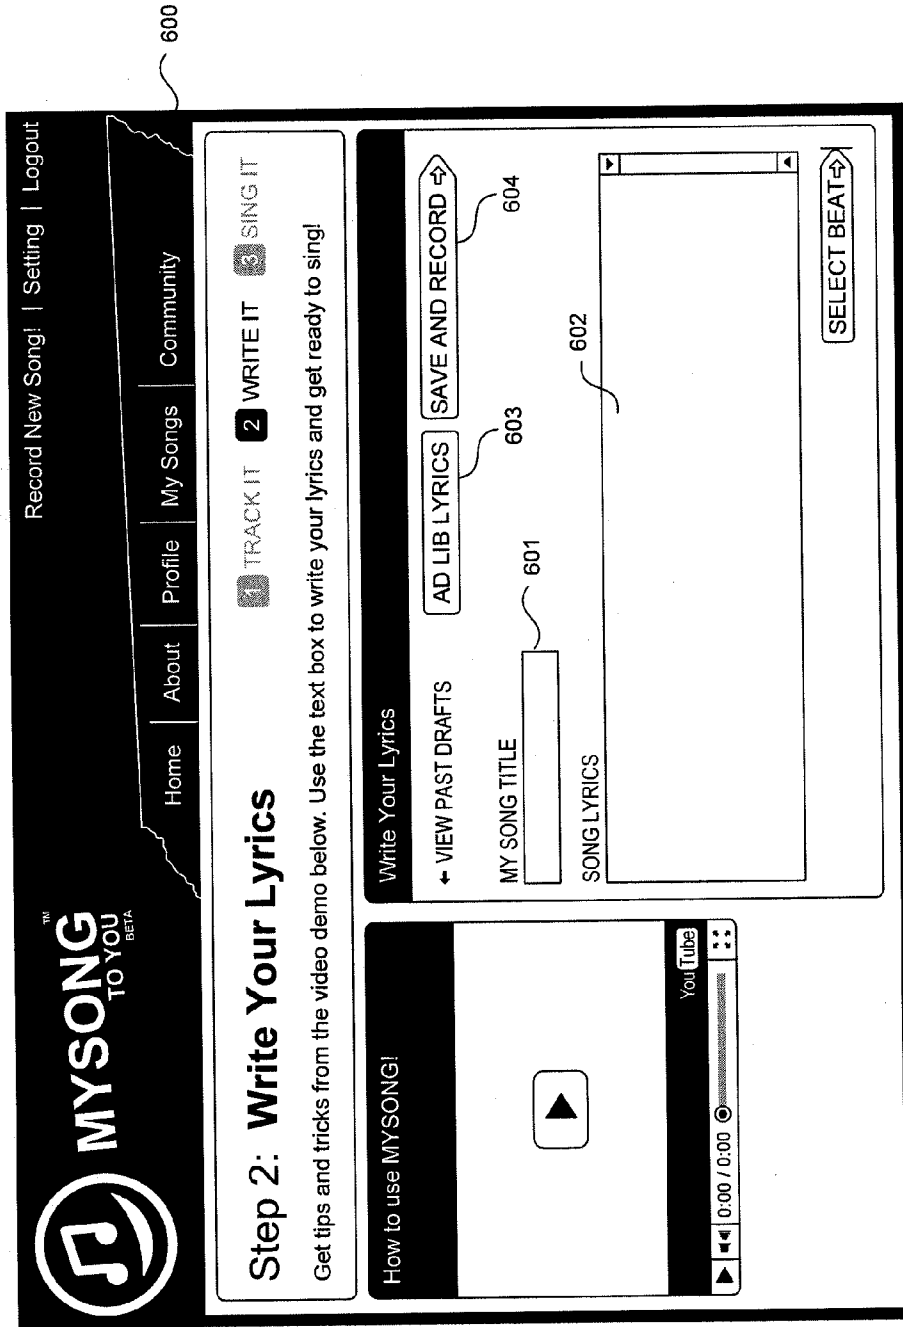 Record New Song! | Setting | Logout
MYSONG™
TO YOU
BETA
Home | About | Profile | My Songs | Community
600
Step 2: Write Your Lyrics
1 TRACK IT 2 WRITE IT 3 SING IT
Get tips and tricks from the video demo below. Use the text box to write your lyrics and get ready to sing!
How to use MYSONG!
YouTube
0:00 / 0:00
Write Your Lyrics
← VIEW PAST DRAFTS
AD LIB LYRICS
SAVE AND RECORD ⇨
603
604
MY SONG TITLE
601
SONG LYRICS
602
SELECT BEAT⇨